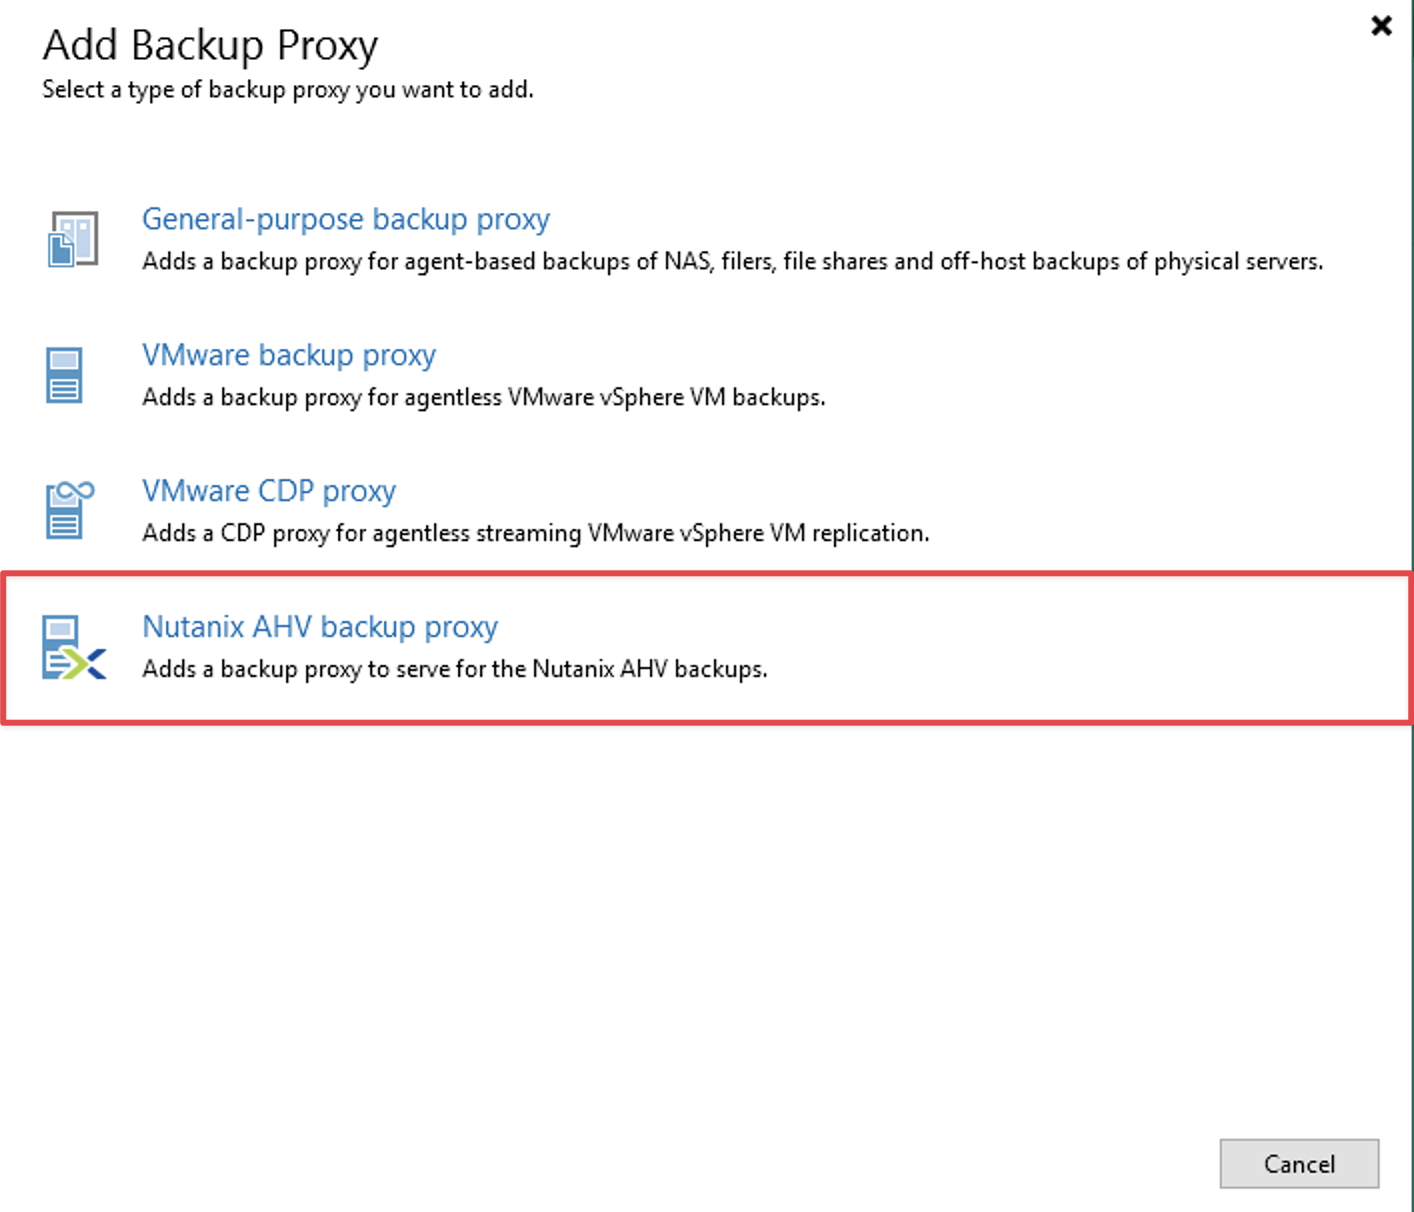 Add Backup Proxy
Select a type of backup proxy you want to add.
General-purpose backup proxy
Adds a backup proxy for agent-based backups of NAS, filers, file shares and off-host backups of physical servers.
VMware backup proxy
Adds a backup proxy for agentless VMware vSphere VM backups.
VMware CDP proxy
Adds a CDP proxy for agentless streaming VMware vSphere VM replication.
Nutanix AHV backup proxy
Adds a backup proxy to serve for the Nutanix AHV backups.
Cancel